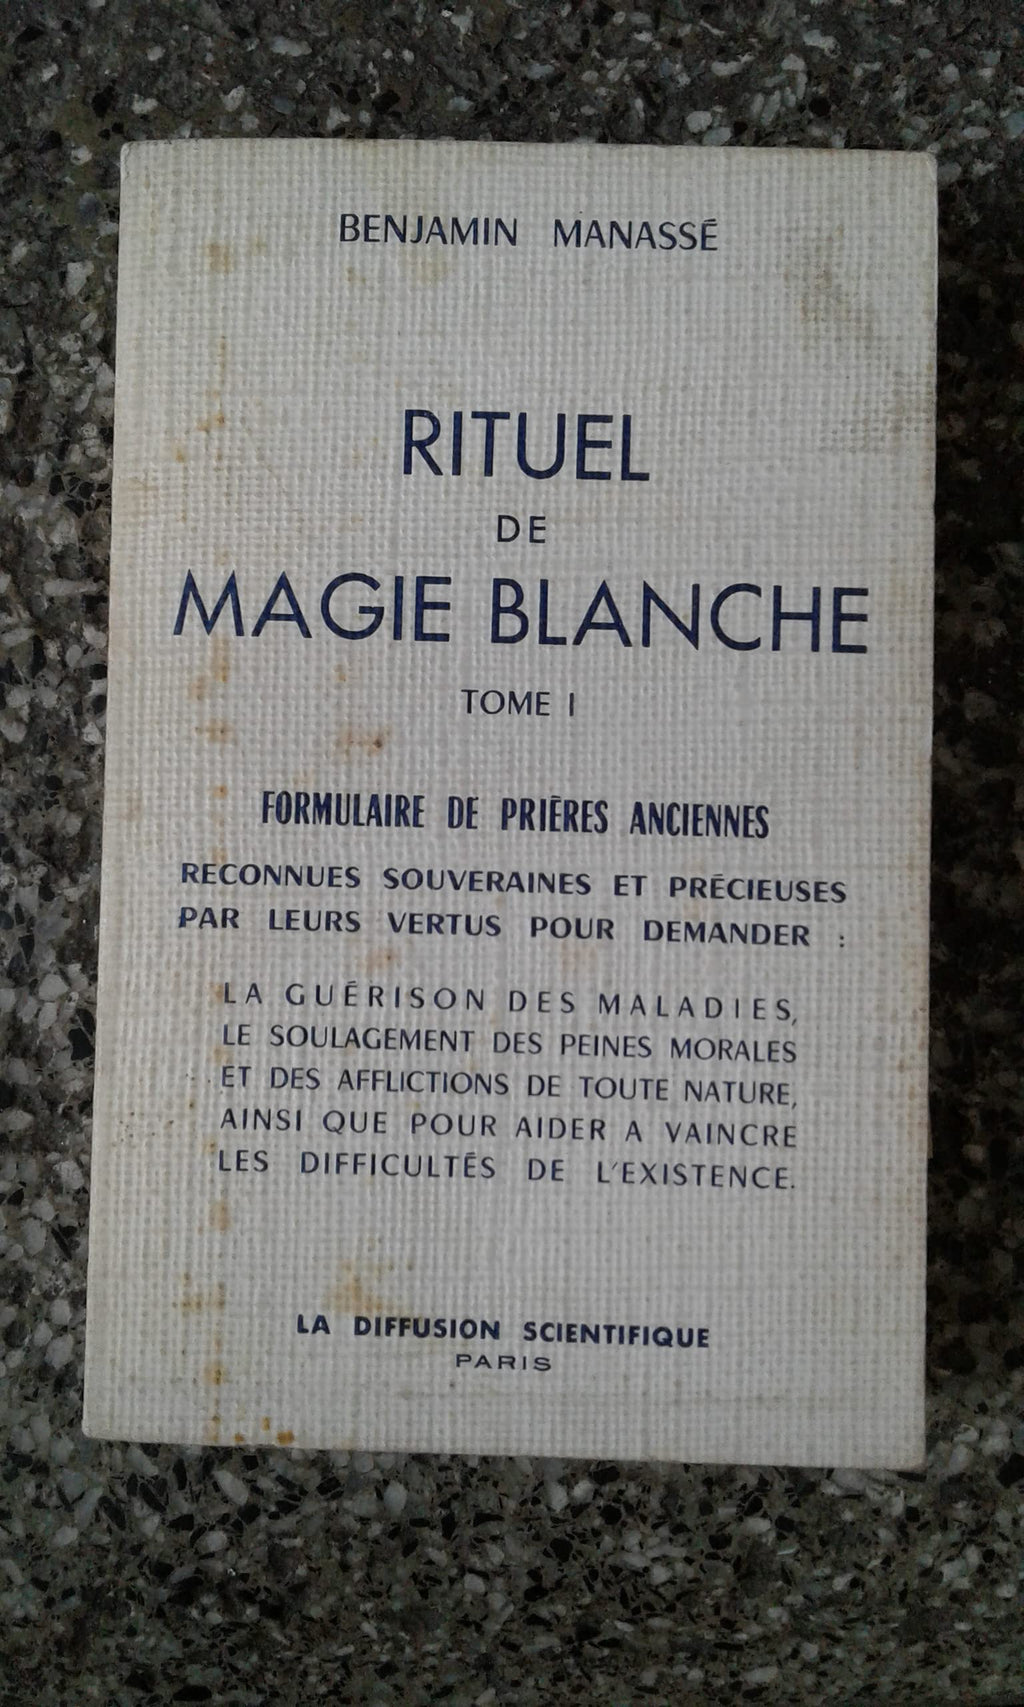 BENJAMIN MANASSÉ
RITUEL
DE
MAGIE BLANCHE
TOME I
FORMULAIRE DE PRIÈRES ANCIENNES
RECONNUES SOUVERAINES ET PRÉCIEUSES
PAR LEURS VERTUS POUR DEMANDER :
LA GUÉRISON DES MALADIES,
LE SOULAGEMENT DES PEINES MORALES
ET DES AFFLICTIONS DE TOUTE NATURE,
AINSI QUE POUR AIDER A VAINCRE
LES DIFFICULTÉS DE L'EXISTENCE.
LA DIFFUSION SCIENTIFIQUE
PARIS